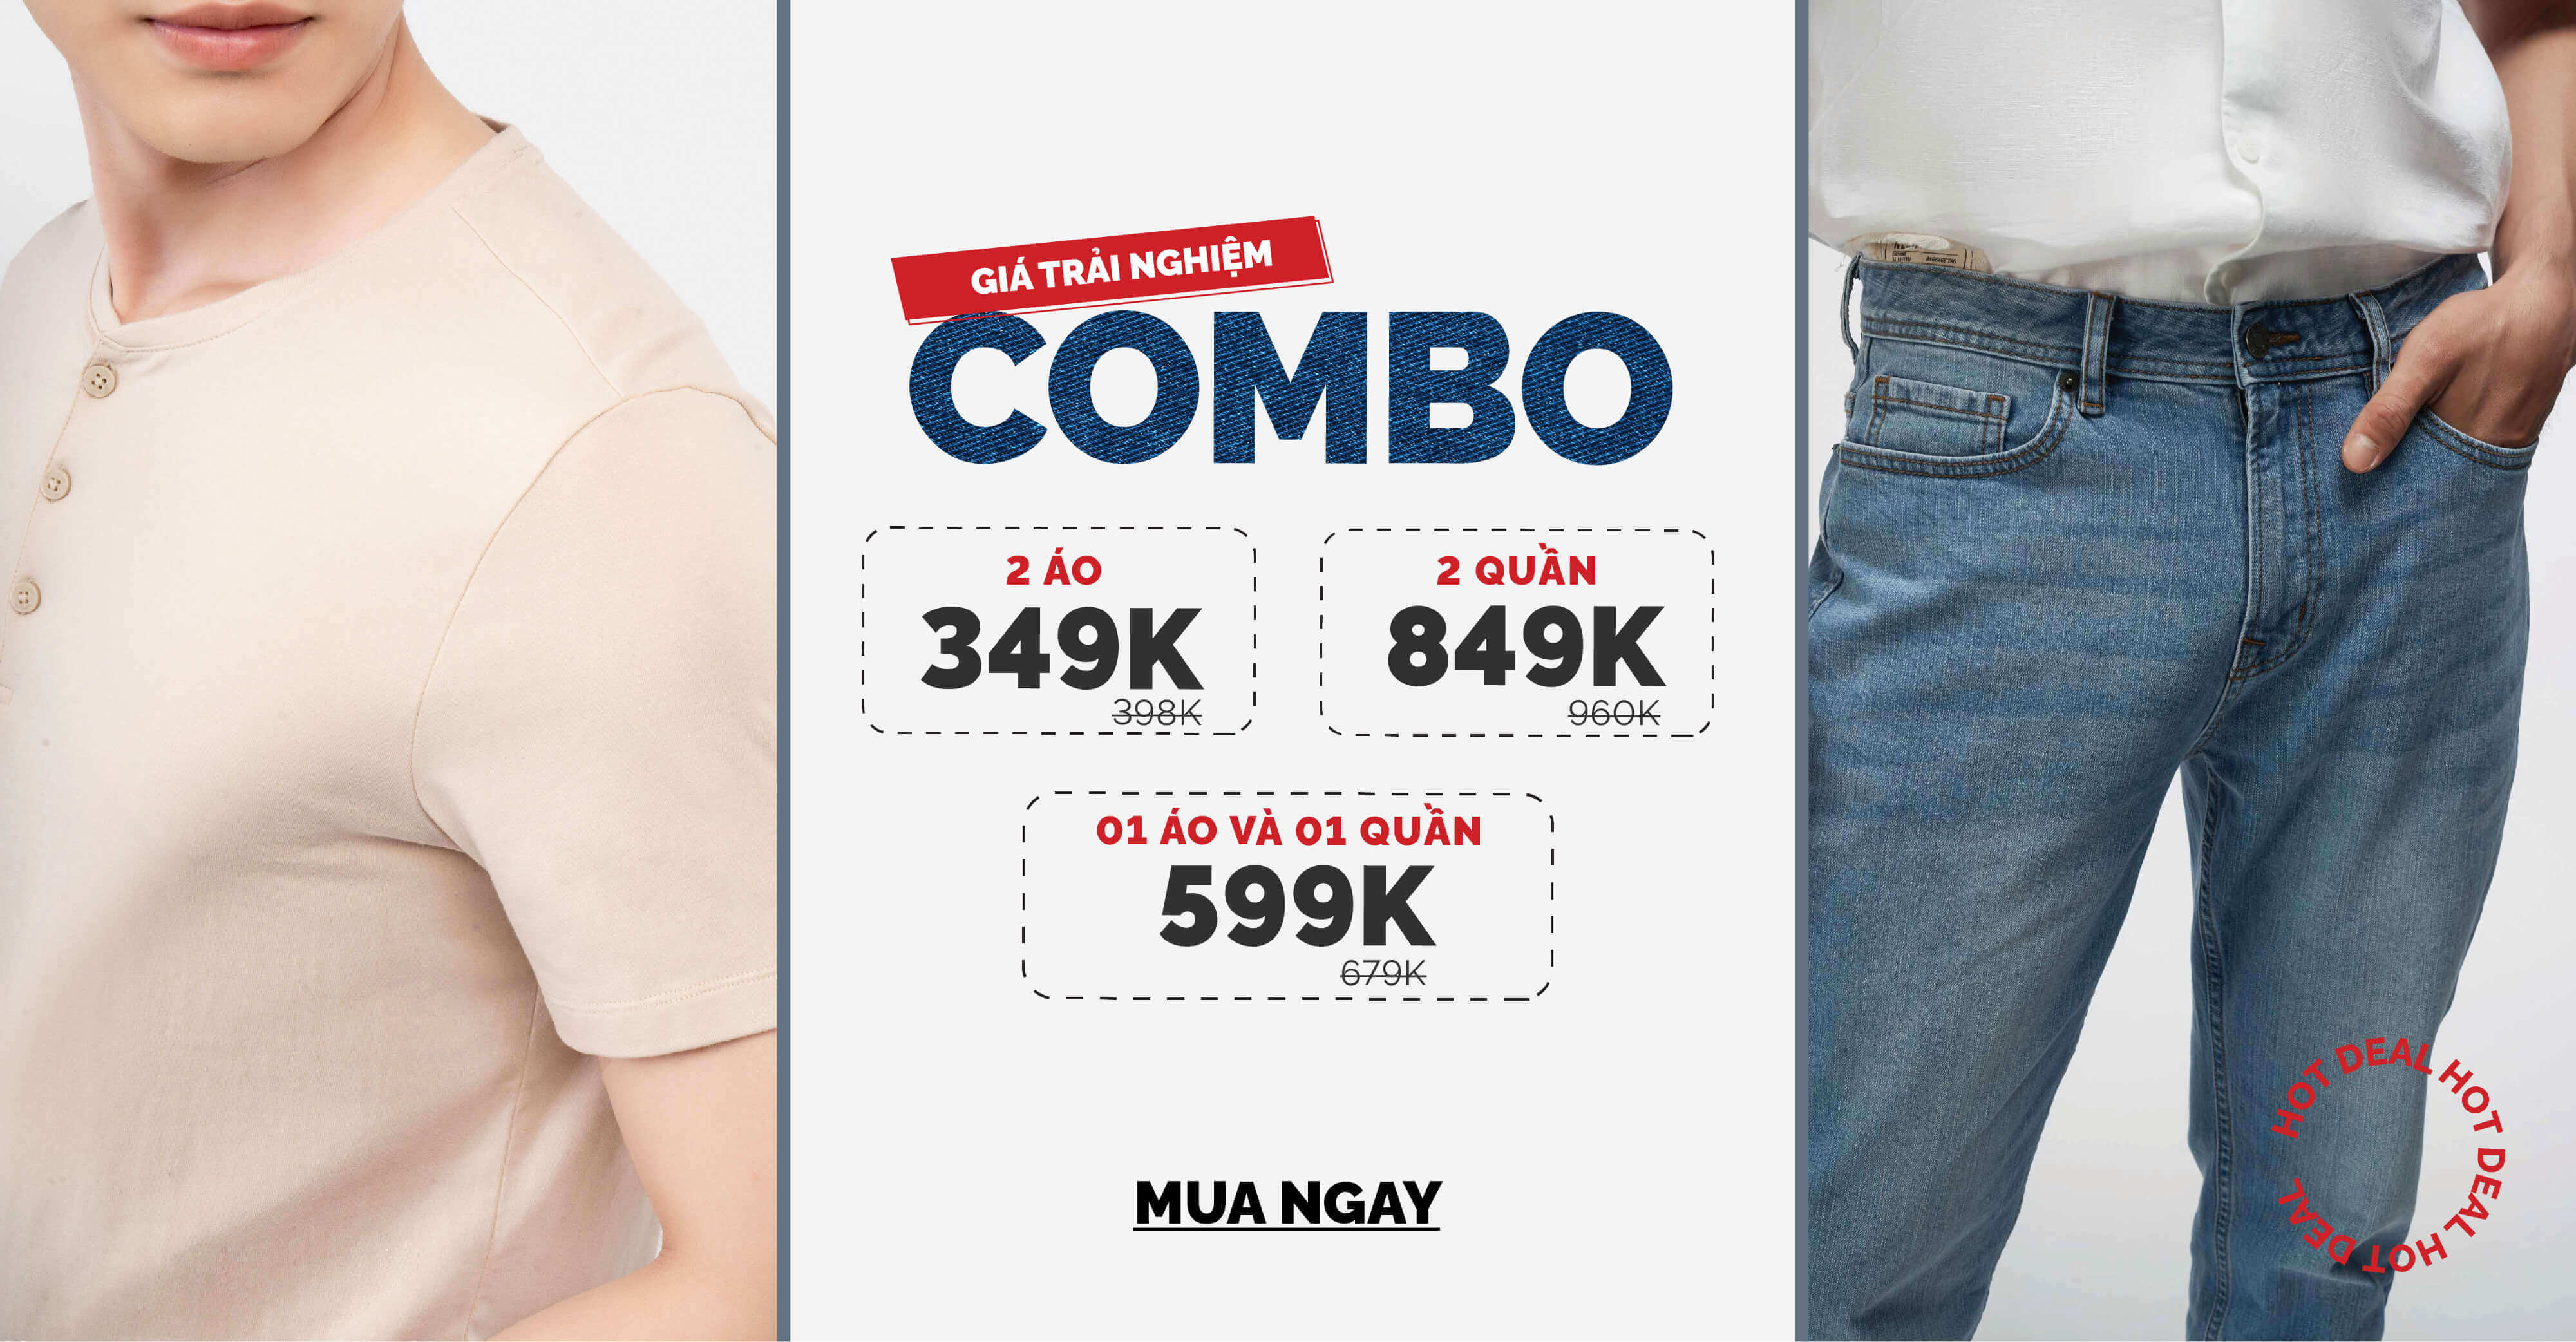 GIÁ TRẢI NGHIỆM
COMBO
2 ÁO
349K
398K
2 QUẦN
849K
960K
01 ÁO VÀ 01 QUẦN
599K
679K
MUA NGAY
HOT DEAL HOT DEAL HOT DEAL